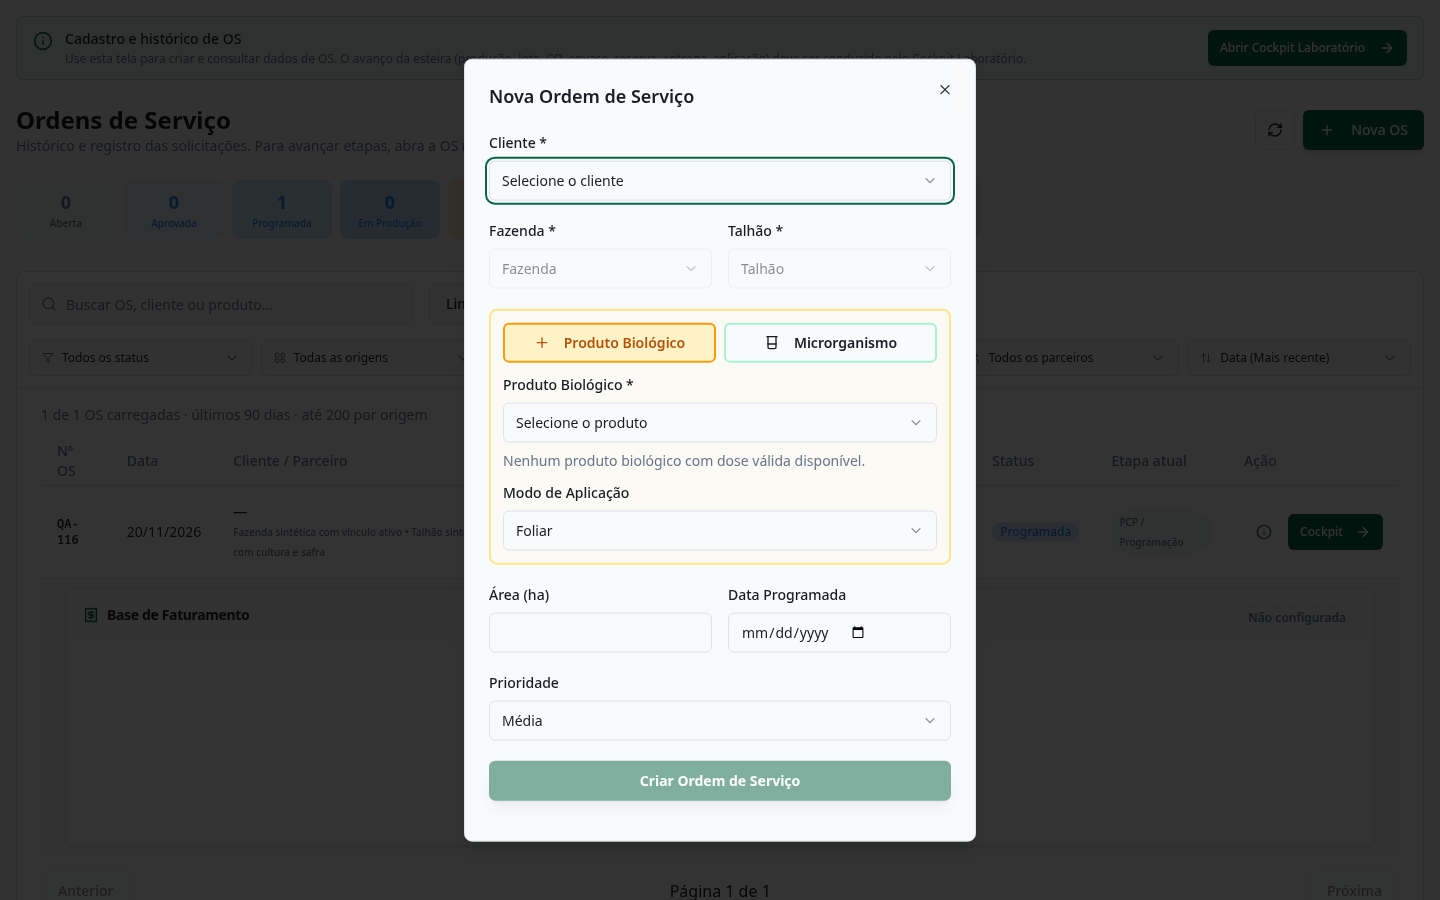 Cadastro e histórico de OS
Abrir Cockpit Laboratório
Ordens de Serviço
Histórico e registro das solicitações. Para avançar etapas, abra a OS
Nova OS
0
Aberta
0
Aprovada
1
Programada
0
Em Produção
Buscar OS, cliente ou produto...
Todos os status
Todas as origens
Todos os parceiros
Data (Mais recente)
1 de 1 OS carregadas · últimos 90 dias · até 200 por origem
Nº
OS
Data
Cliente / Parceiro
Status
Etapa atual
Ação
QA-
116
20/11/2026
—
Fazenda sintética com vínculo ativo • Talhão
com cultura e safra
Programada
PCP /
Programação
Cockpit
Base de Faturamento
Não configurada
Anterior
Página 1 de 1
Próxima
Nova Ordem de Serviço
Cliente *
Selecione o cliente
Fazenda *
Talhão *
Fazenda
Talhão
Produto Biológico
Microrganismo
Produto Biológico *
Selecione o produto
Nenhum produto biológico com dose válida disponível.
Modo de Aplicação
Foliar
Área (ha)
Data Programada
mm/dd/yyyy
Prioridade
Média
Criar Ordem de Serviço